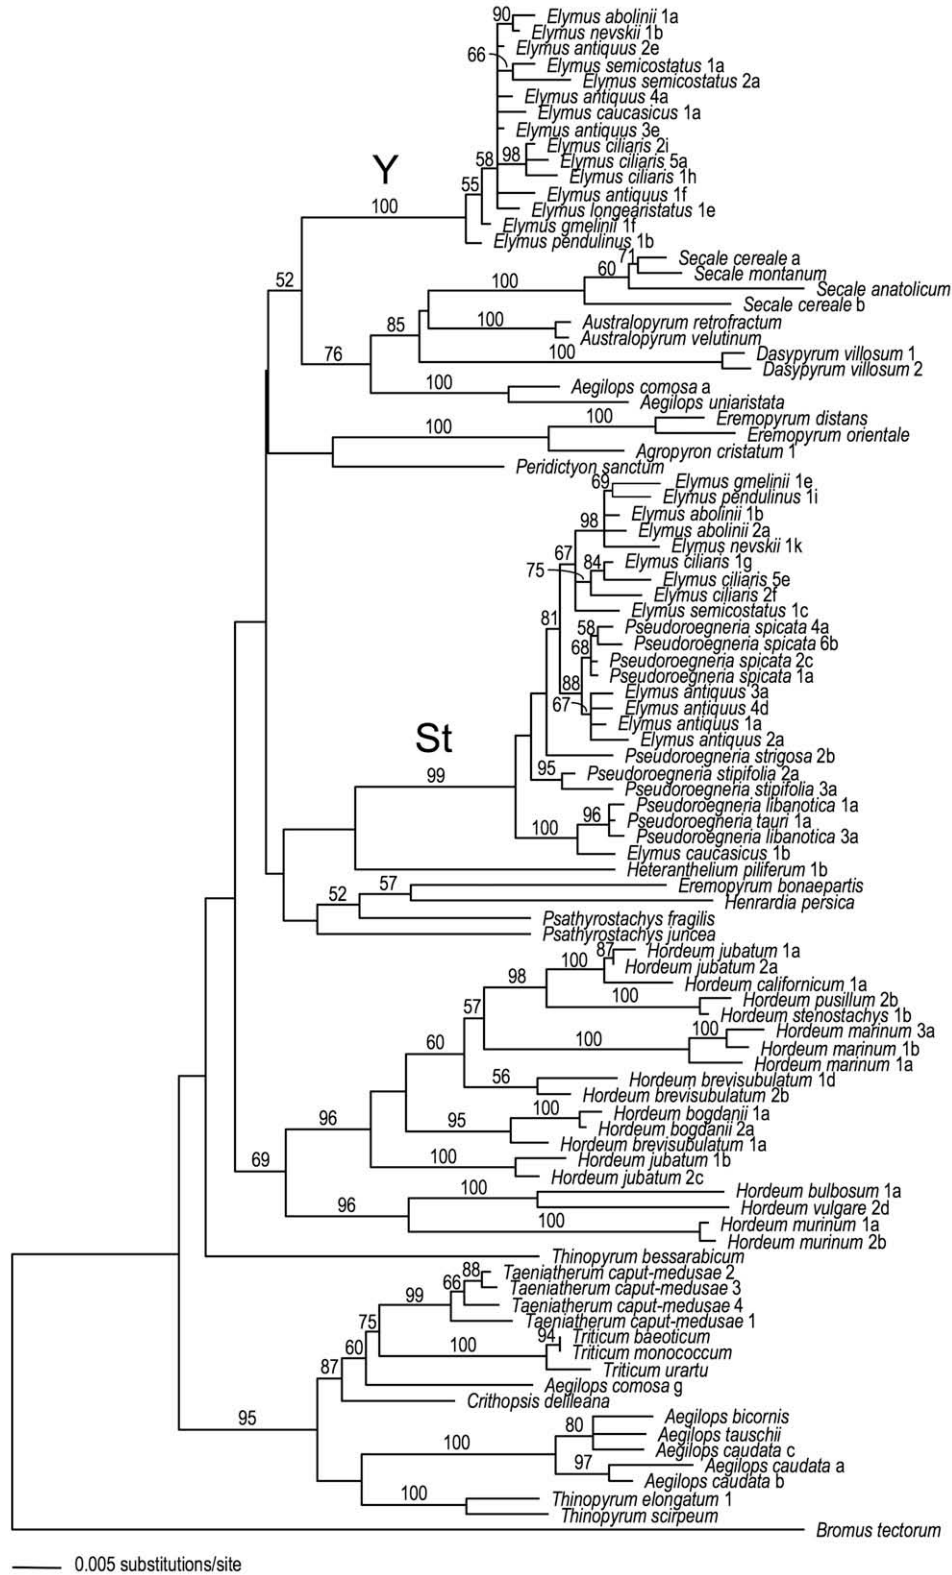 90
Elymus abolinii 1a
Elymus nevskii 1b
Elymus antiquus 2e
66
Elymus semicostatus 1a
Elymus semicostatus 2a
Elymus antiquus 4a
Elymus caucasicus 1a
Elymus antiquus 3e
Elymus ciliaris 2i
58
98
Elymus ciliaris 5a
Y
Elymus ciliaris 1h
55
Elymus antiquus 1f
100
Elymus longearistatus 1e
Elymus gmelinii 1f
Elymus pendulinus 1b
71
Secale cereale a
60
Secale montanum
52
100
Secale anatolicum
Secale cereale b
85
100
Australopyrum retrofractum
Australopyrum velutinum
76
100
Dasypyrum villosum 1
Dasypyrum villosum 2
100
Aegilops comosa a
Aegilops uniaristata
100
Eremopyrum distans
100
Eremopyrum orientale
Agropyron cristatum 1
Peridictyon sanctum
69
Elymus gmelinii 1e
Elymus pendulinus 1i
98
Elymus abolinii 1b
Elymus abolinii 2a
67
Elymus nevskii 1k
75
84
Elymus ciliaris 1g
Elymus ciliaris 5e
Elymus ciliaris 2f
81
Elymus semicostatus 1c
58
Pseudoroegneria spicata 4a
68
Pseudoroegneria spicata 6b
Pseudoroegneria spicata 2c
88
Pseudoroegneria spicata 1a
67
Elymus antiquus 3a
Elymus antiquus 4d
Elymus antiquus 1a
St
Elymus antiquus 2a
Pseudoroegneria strigosa 2b
99
95
Pseudoroegneria stipifolia 2a
Pseudoroegneria stipifolia 3a
Pseudoroegneria libanotica 1a
96
Pseudoroegneria tauri 1a
100
Pseudoroegneria libanotica 3a
Elymus caucasicus 1b
Heteranthelium piliferum 1b
57
Eremopyrum bonaepartis
52
Henrardia persica
Psathyrostachys fragilis
Psathyrostachys juncea
87
Hordeum jubatum 1a
100
Hordeum jubatum 2a
98
Hordeum californicum 1a
100
Hordeum pusillum 2b
57
Hordeum stenostachys 1b
100
Hordeum marinum 3a
60
100
Hordeum marinum 1b
Hordeum marinum 1a
56
Hordeum brevisubulatum 1d
Hordeum brevisubulatum 2b
100
Hordeum bogdanii 1a
96
95
Hordeum bogdanii 2a
Hordeum brevisubulatum 1a
69
100
Hordeum jubatum 1b
Hordeum jubatum 2c
100
Hordeum bulbosum 1a
96
Hordeum vulgare 2d
100
Hordeum murinum 1a
Hordeum murinum 2b
Thinopyrum bessarabicum
88
Taeniatherum caput-medusae 2
66
Taeniatherum caput-medusae 3
99
Taeniatherum caput-medusae 4
75
Taeniatherum caput-medusae 1
94
Triticum baeoticum
60
100
Triticum monococcum
87
Triticum urartu
Aegilops comosa g
Crithopsis delileana
95
80
Aegilops bicornis
Aegilops tauschii
100
Aegilops caudata c
97
Aegilops caudata a
Aegilops caudata b
100
Thinopyrum elongatum 1
Thinopyrum scirpeum
Bromus tectorum
0.005 substitutions/site